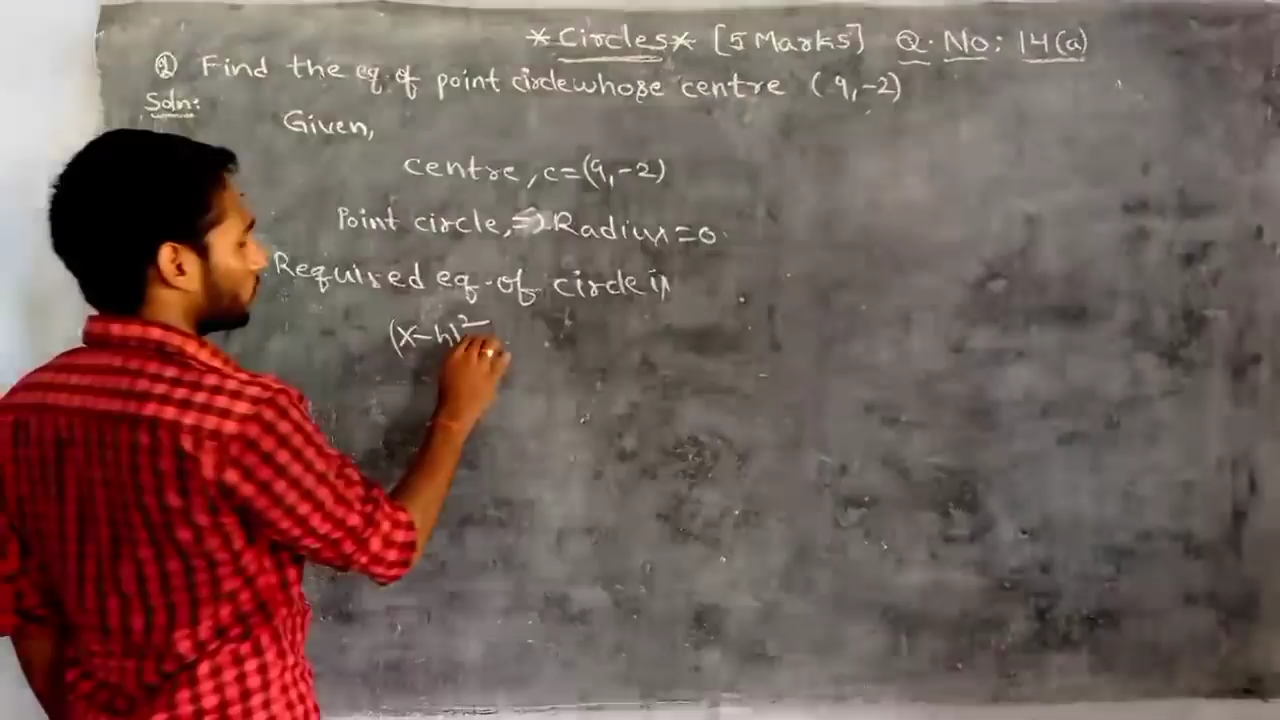 *Circles* [5 Marks] Q. No: 14(a)
Q) Find the eq. of point circle whose centre (9,-2)
Soln:
Given,
centre, c=(9,-2)
Point circle, => Radius=0.
Required eq. of circle is
(x-h)²